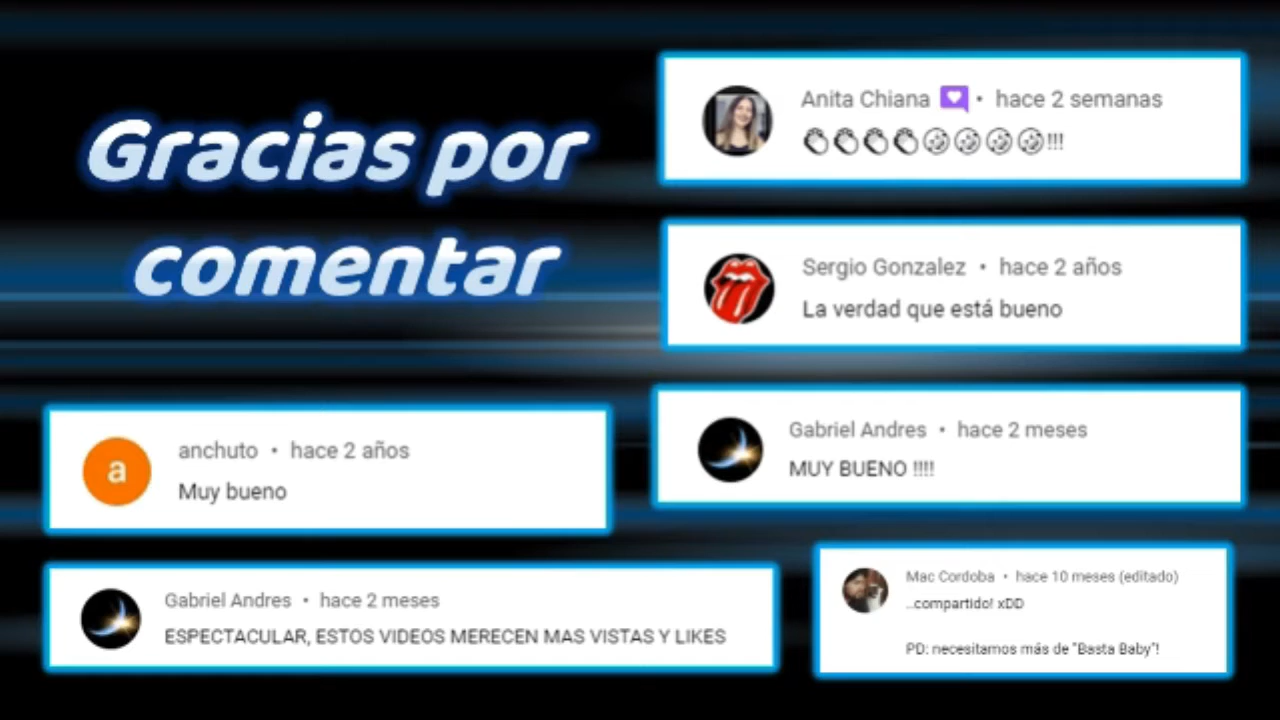 Gracias por
comentar
Anita Chiana • hace 2 semanas
👏👏👏👏🤣🤣🤣🤣!!!
Sergio Gonzalez • hace 2 años
La verdad que está bueno
Gabriel Andres • hace 2 meses
MUY BUENO !!!!
a
anchuto • hace 2 años
Muy bueno
Gabriel Andres • hace 2 meses
ESPECTACULAR, ESTOS VIDEOS MERECEN MAS VISTAS Y LIKES
Mac Cordoba • hace 10 meses (editado)
..compartido! xDD
PD: necesitamos más de "Basta Baby"!